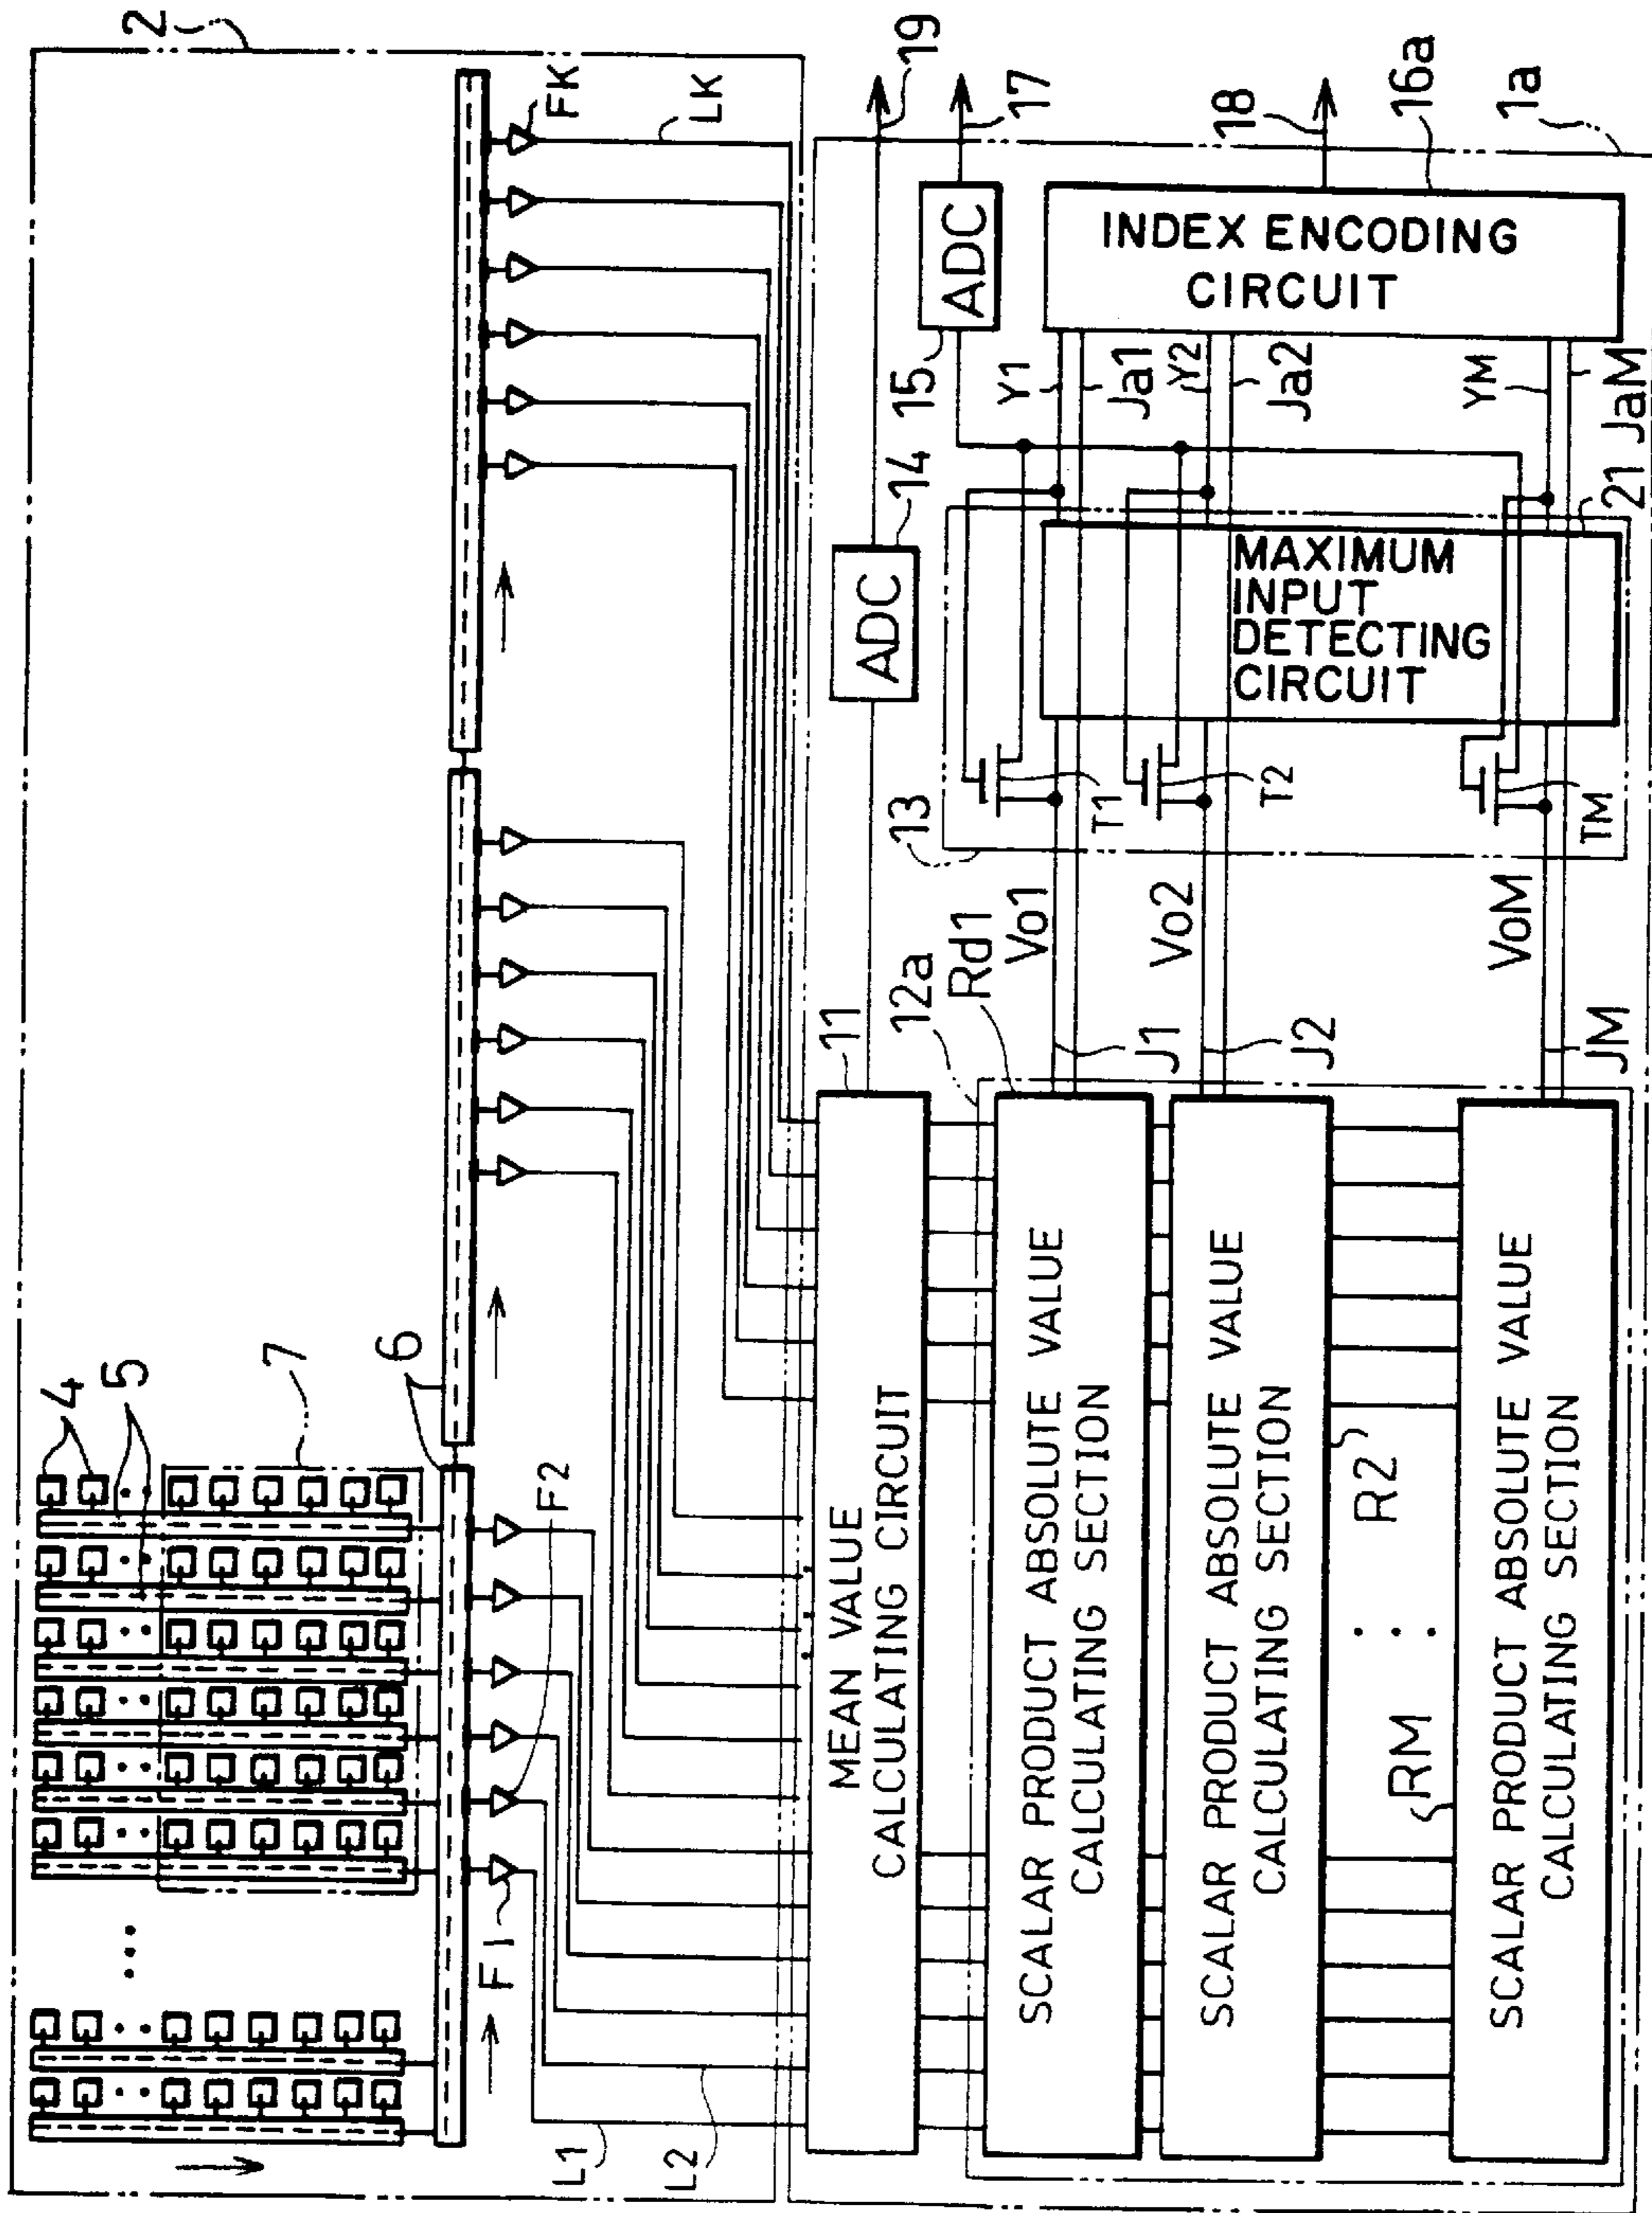 2
4
5
7
6
FK
LK
F2
F1
L1
L2
19
17
18
16a
1a
14
ADC
15
ADC
11
MEAN VALUE
CALCULATING CIRCUIT
12a
Rd1
SCALAR PRODUCT ABSOLUTE VALUE
CALCULATING SECTION
SCALAR PRODUCT ABSOLUTE VALUE
CALCULATING SECTION
R2
RM
SCALAR PRODUCT ABSOLUTE VALUE
CALCULATING SECTION
Vo1
J1
Vo2
J2
VoM
JM
13
T1
T2
TM
MAXIMUM
INPUT
DETECTING
CIRCUIT
21
Y1
Ja1
Y2
Ja2
YM
JaM
INDEX ENCODING
CIRCUIT